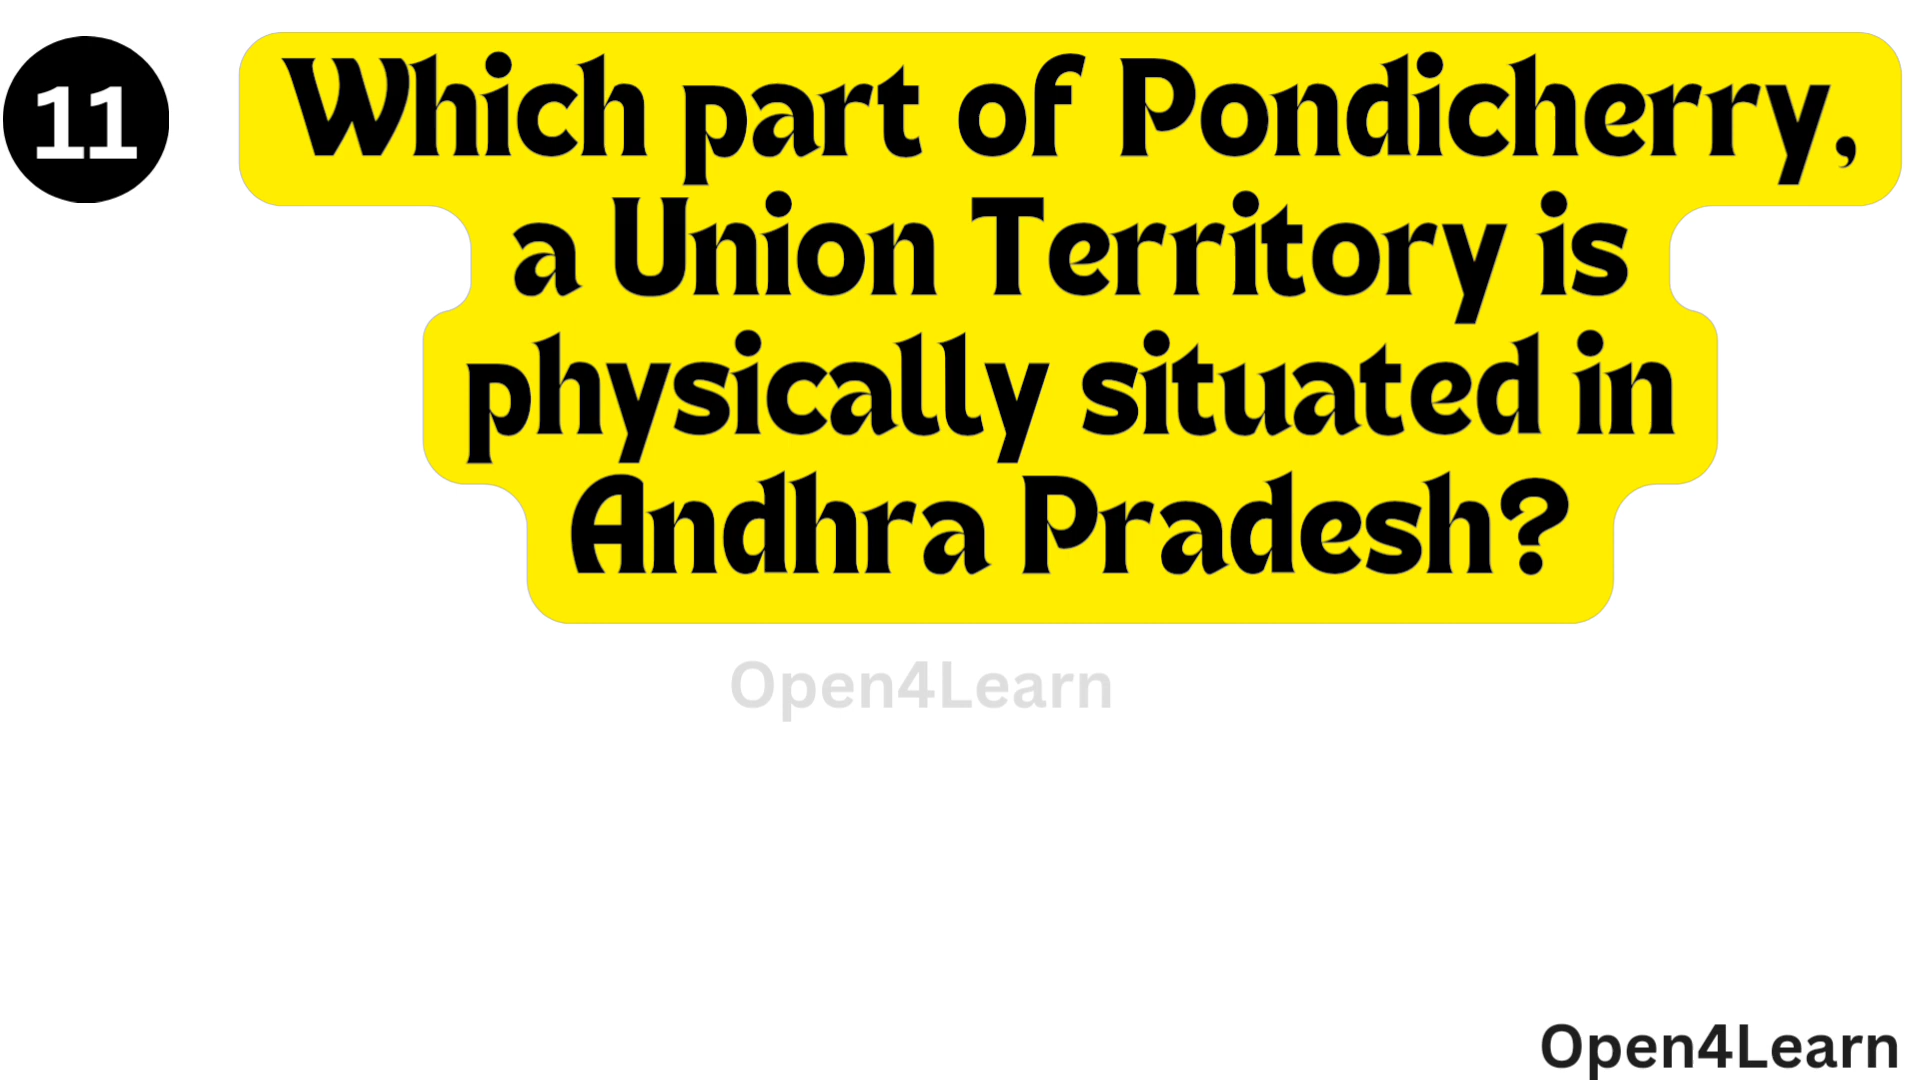 11
Which part of Pondicherry,
a Union Territory is
physically situated in
Andhra Pradesh?
Open4Learn
Open4Learn